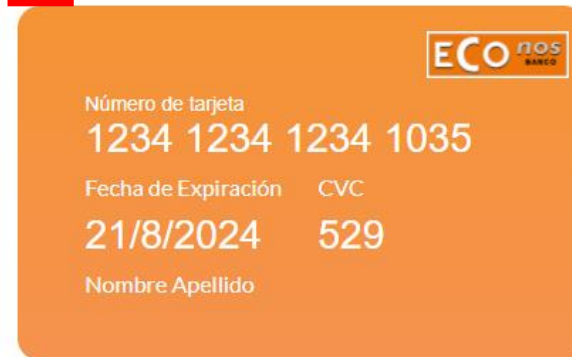 ECO nos
BANCO
Número de tarjeta
1234 1234 1234 1035
Fecha de Expiración CVC
21/8/2024 529
Nombre Apellido